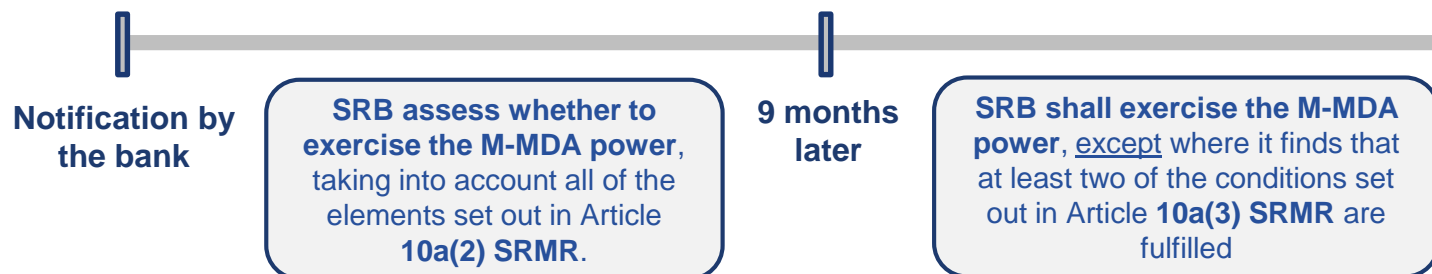 Notification by
the bank
SRB assess whether to
exercise the M-MDA power,
taking into account all of the
elements set out in Article
10a(2) SRMR.
9 months
later
SRB shall exercise the M-MDA
power, except where it finds that
at least two of the conditions set
out in Article 10a(3) SRMR are
fulfilled